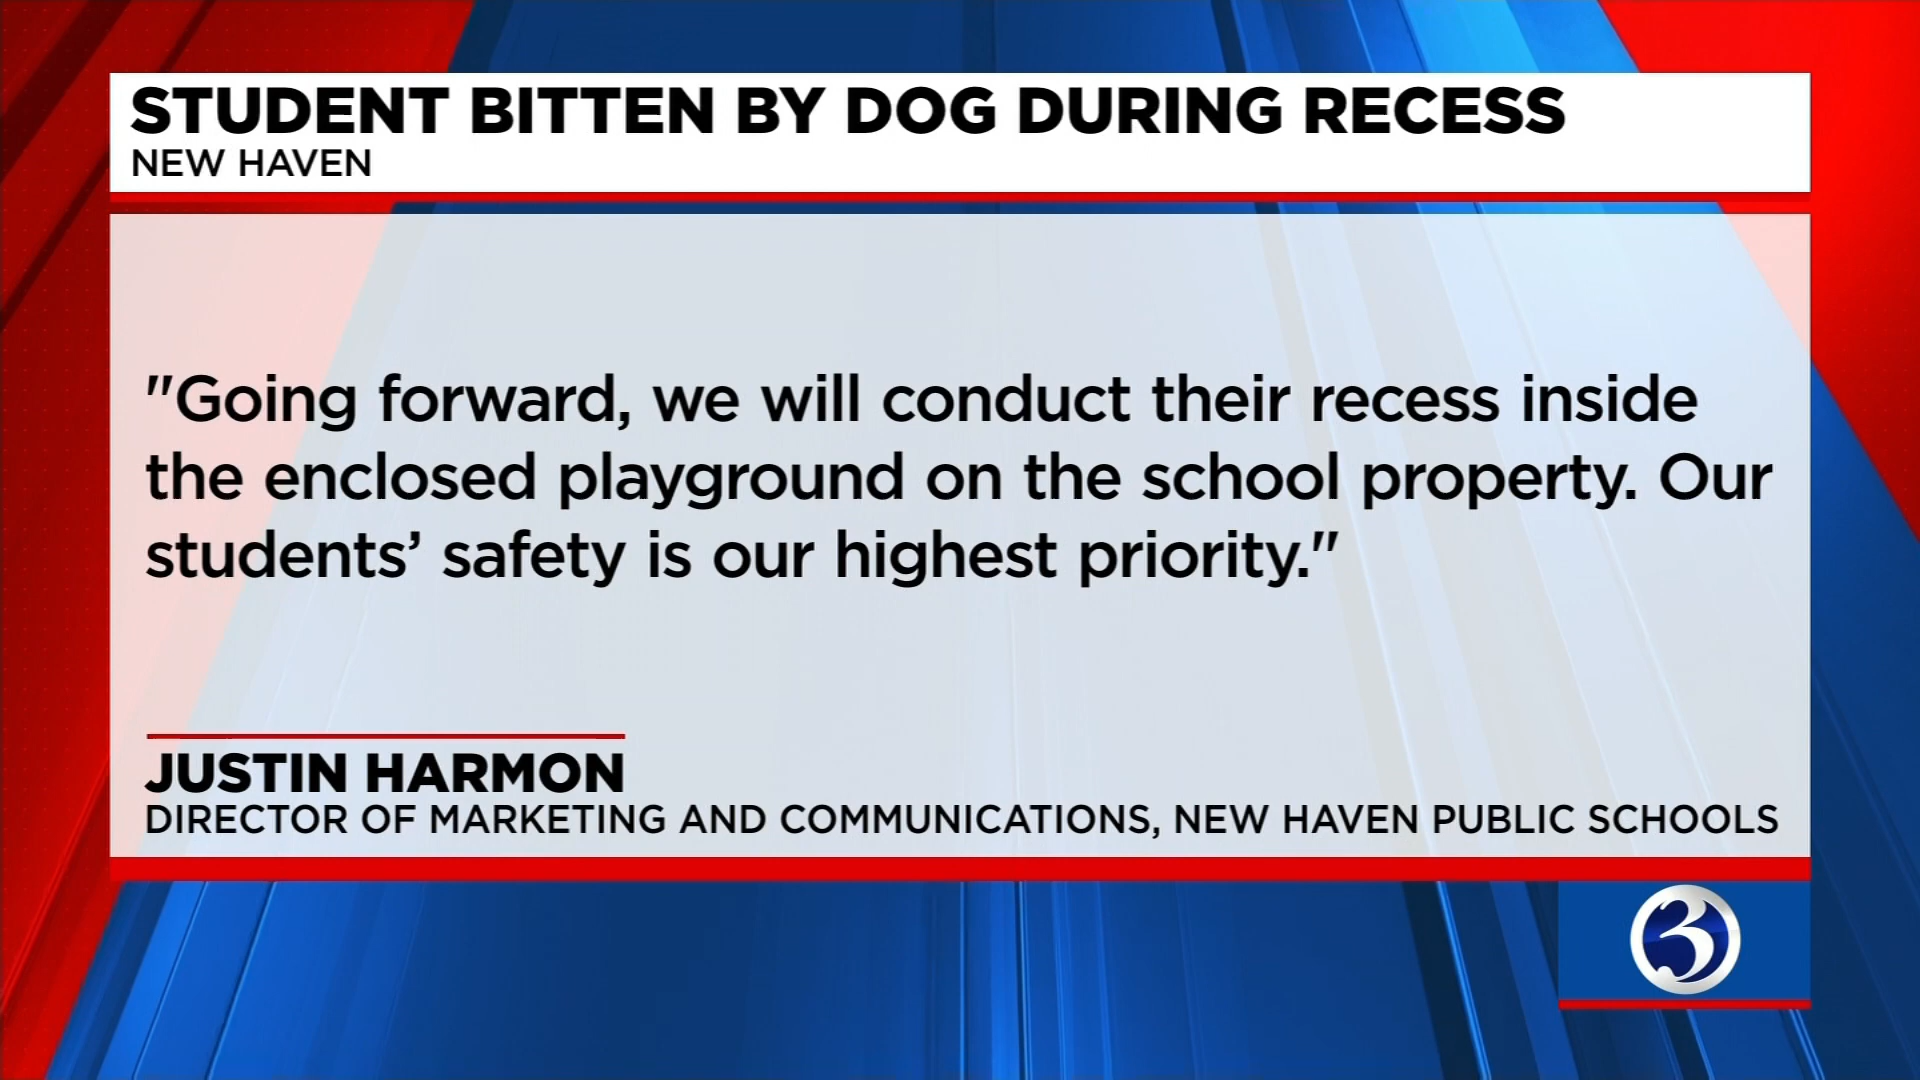 STUDENT BITTEN BY DOG DURING RECESS
NEW HAVEN
"Going forward, we will conduct their recess inside
the enclosed playground on the school property. Our
students’ safety is our highest priority."
JUSTIN HARMON
DIRECTOR OF MARKETING AND COMMUNICATIONS, NEW HAVEN PUBLIC SCHOOLS
3